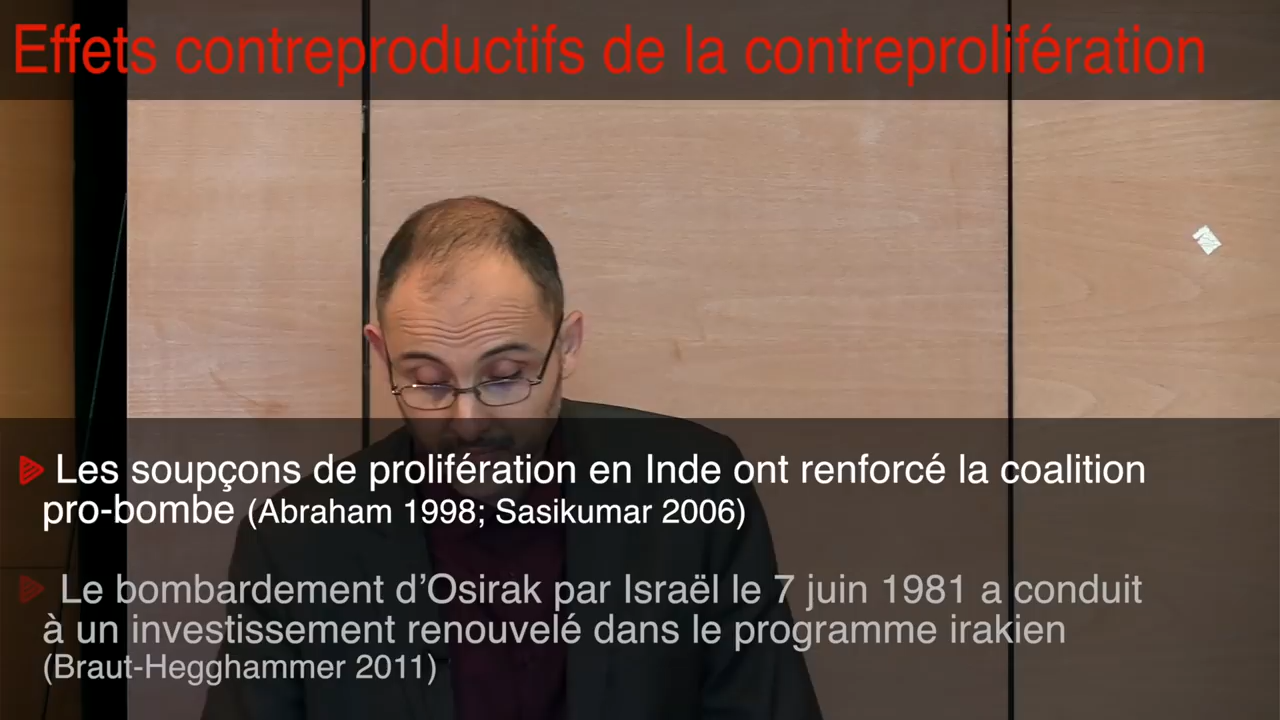 Effets contreproductifs de la contreprolifération
Les soupçons de prolifération en Inde ont renforcé la coalition
pro-bombe (Abraham 1998; Sasikumar 2006)
Le bombardement d’Osirak par Israël le 7 juin 1981 a conduit
à un investissement renouvelé dans le programme irakien
(Braut-Hegghammer 2011)